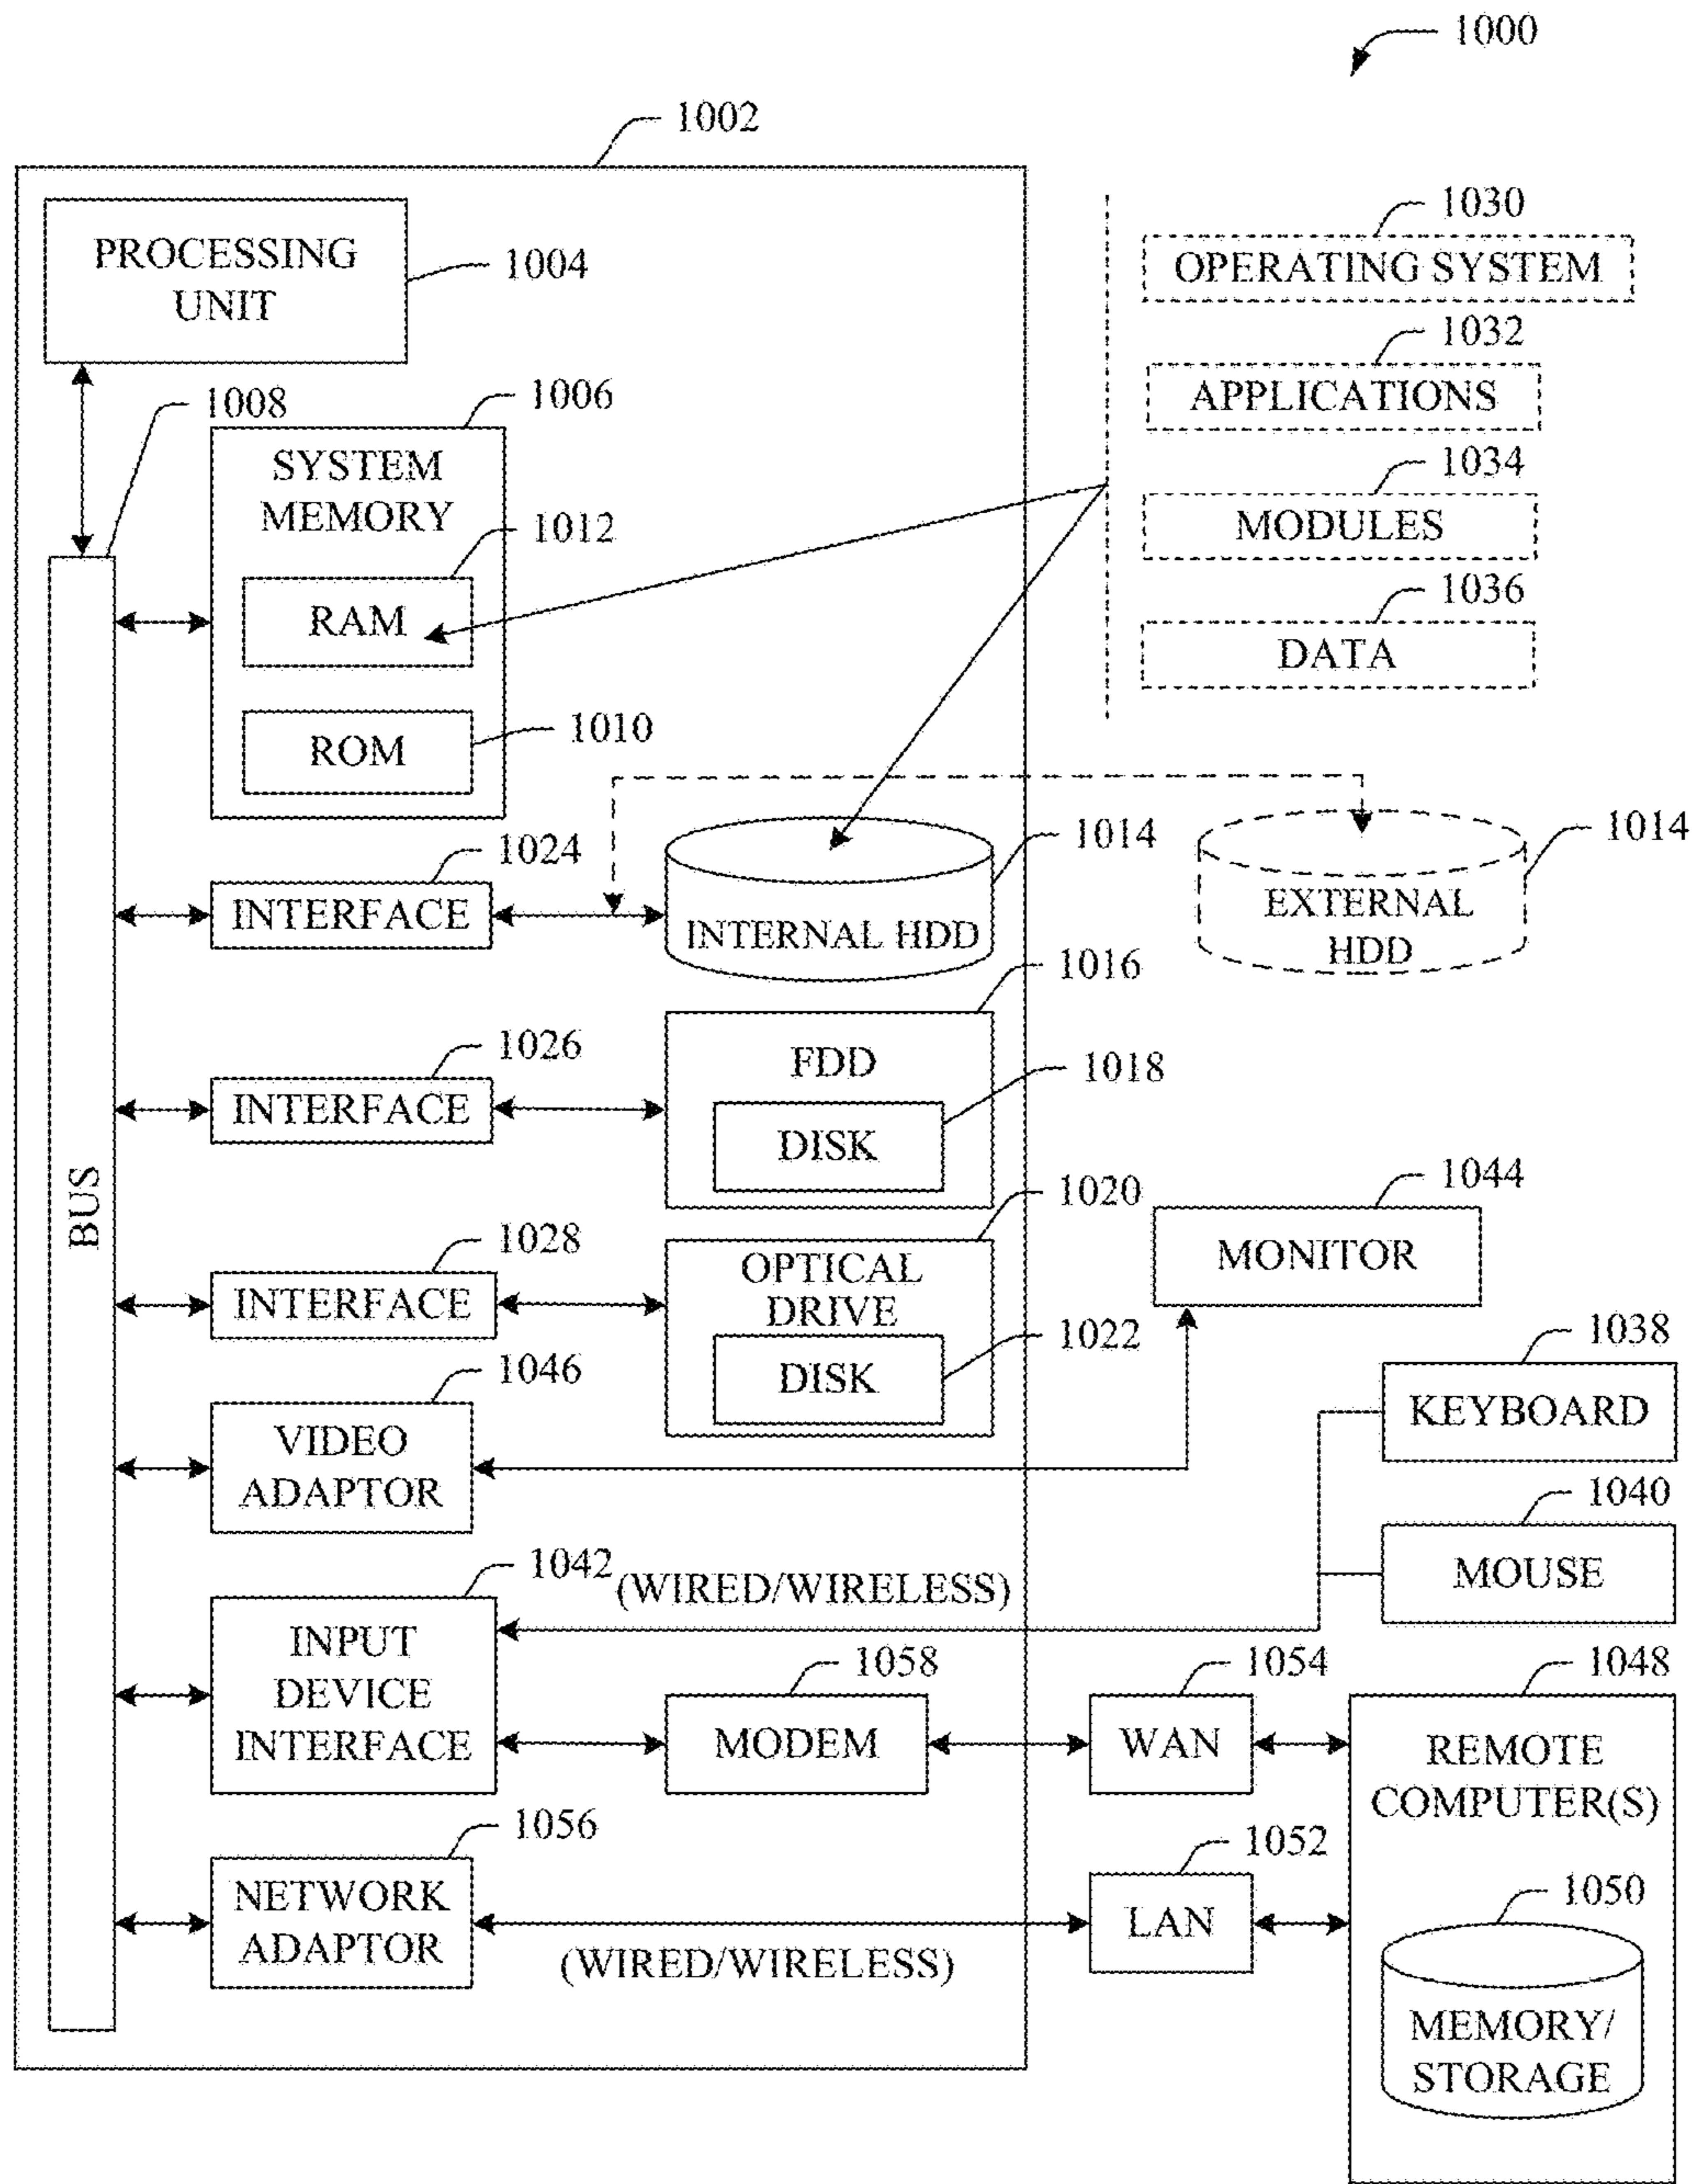 1000
1002
PROCESSING
UNIT
1004
1030
OPERATING SYSTEM
1032
APPLICATIONS
1034
MODULES
1036
DATA
1008
1006
SYSTEM
MEMORY
1012
RAM
1010
ROM
1024
INTERFACE
1014
INTERNAL HDD
1014
EXTERNAL
HDD
1016
FDD
1018
DISK
1026
INTERFACE
BUS
1020
OPTICAL
DRIVE
1022
DISK
1028
INTERFACE
1044
MONITOR
1046
VIDEO
ADAPTOR
1038
KEYBOARD
1040
MOUSE
1042
(WIRED/WIRELESS)
INPUT
DEVICE
INTERFACE
1058
MODEM
1054
WAN
1048
REMOTE
COMPUTER(S)
1056
NETWORK
ADAPTOR
(WIRED/WIRELESS)
1052
LAN
1050
MEMORY/
STORAGE